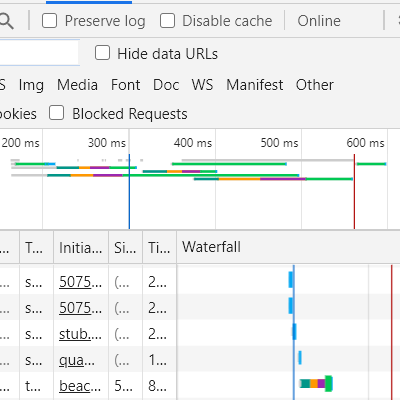 Preserve log Disable cache Online
Hide data URLs
S Img Media Font Doc WS Manifest Other
ookies Blocked Requests
200 ms 300 ms 400 ms 500 ms 600 ms
... T... Initia... Si... Ti... Waterfall
... s... 5075... (... 2...
... s... 5075... (... 2...
... s... stub.... (... 2...
... s... qua... (... 1...
... t... beac... 5... 8...